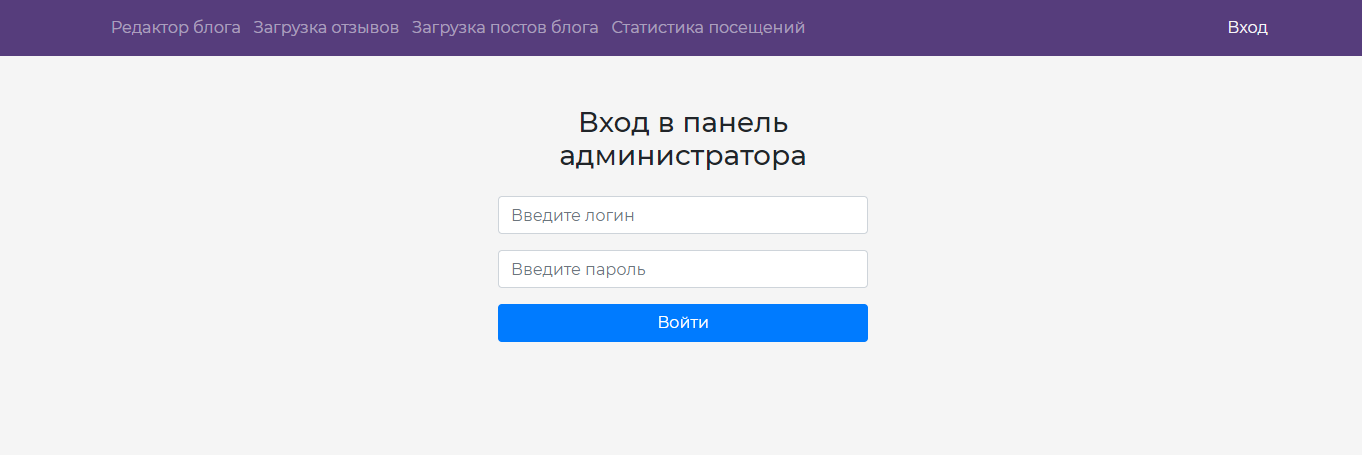 Редактор блога Загрузка отзывов Загрузка постов блога Статистика посещений Вход
Вход в панель
администратора
Введите логин
Введите пароль
Войти